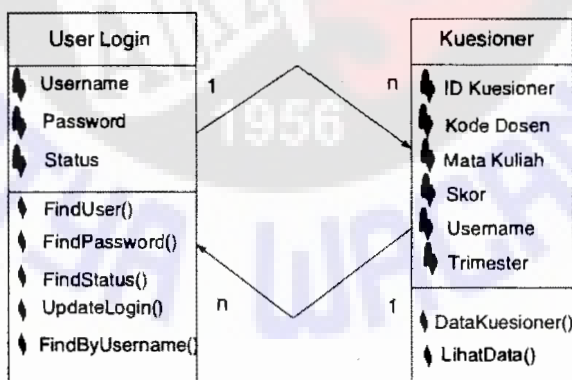 User Login
Username
Password
Status
FindUser()
FindPassword()
FindStatus()
UpdateLogin()
FindByUsername()
1
n
n
1
1956
Kuesioner
ID Kuesioner
Kode Dosen
Mata Kuliah
Skor
Username
Trimester
DataKuesioner()
LihatData()